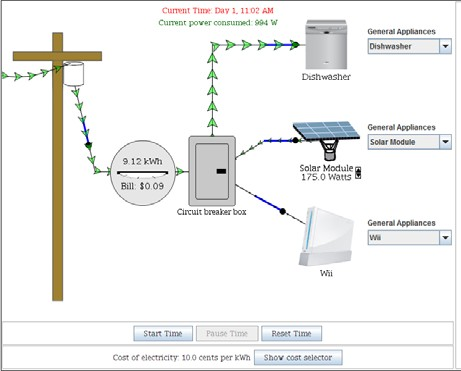 Current Time: Day 1, 11:02 AM
Current power consumed: 994 W
General Appliances
Dishwasher
Dishwasher
General Appliances
Solar Module
Solar Module
175.0 Watts
9.12 kWh
Bill: $0.09
Circuit breaker box
General Appliances
Wii
Wii
Start Time
Pause Time
Reset Time
Cost of electricity: 10.0 cents per kWh
Show cost selector